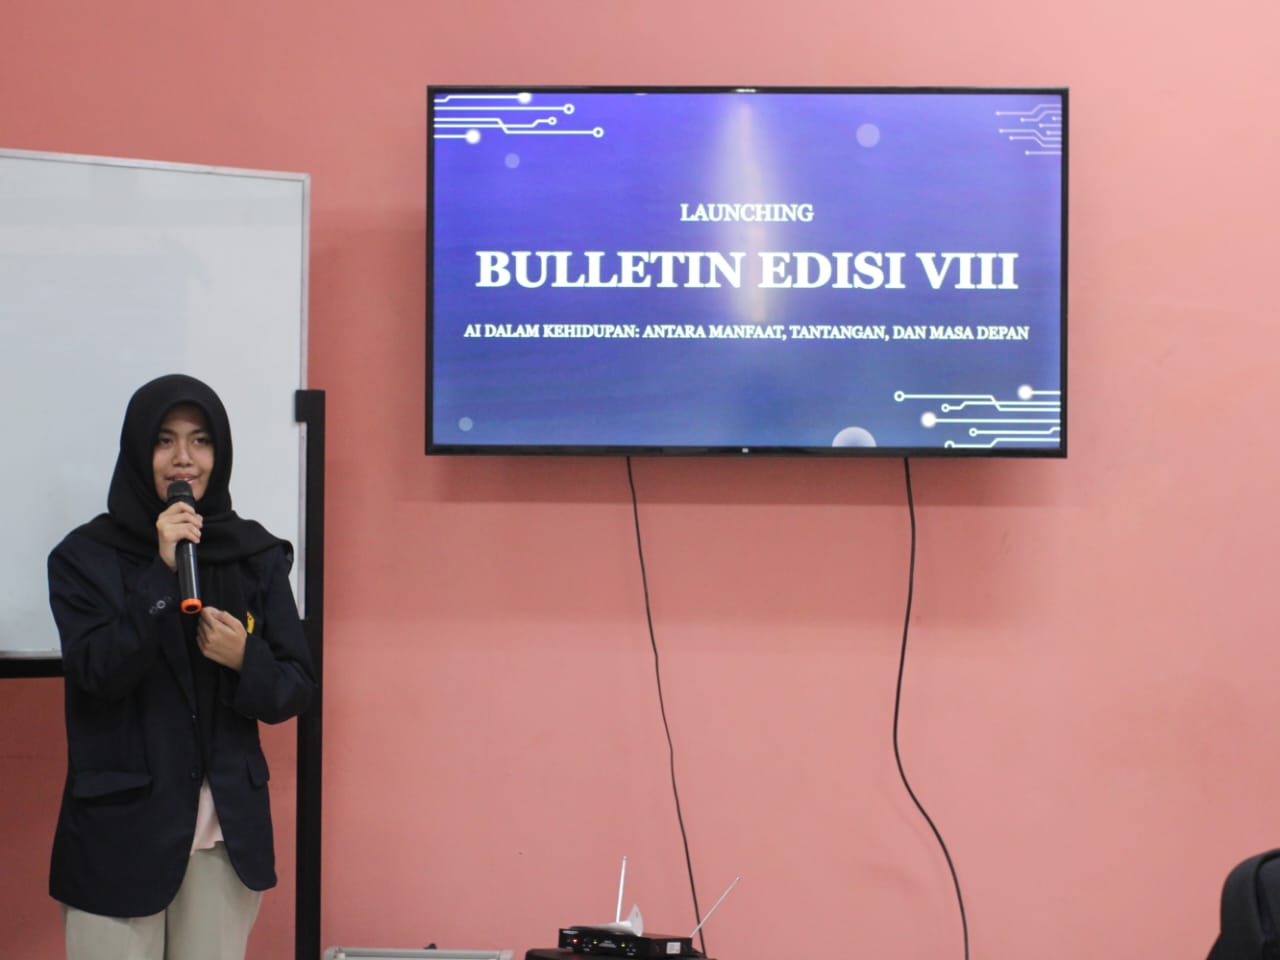 LAUNCHING
BULLETIN EDISI VIII
AI DALAM KEHIDUPAN: ANTARA MANFAAT, TANTANGAN, DAN MASA DEPAN